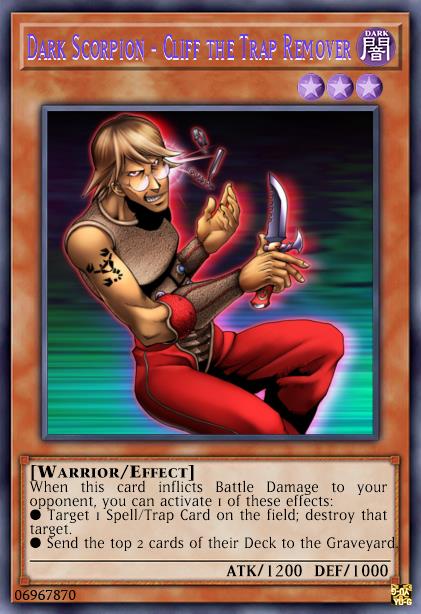 Dark Scorpion - Cliff the Trap Remover
DARK
闇
[Warrior/Effect]
When this card inflicts Battle Damage to your
opponent, you can activate 1 of these effects:
● Target 1 Spell/Trap Card on the field; destroy that
target.
● Send the top 2 cards of their Deck to the Graveyard.
ATK/1200 DEF/1000
06967870